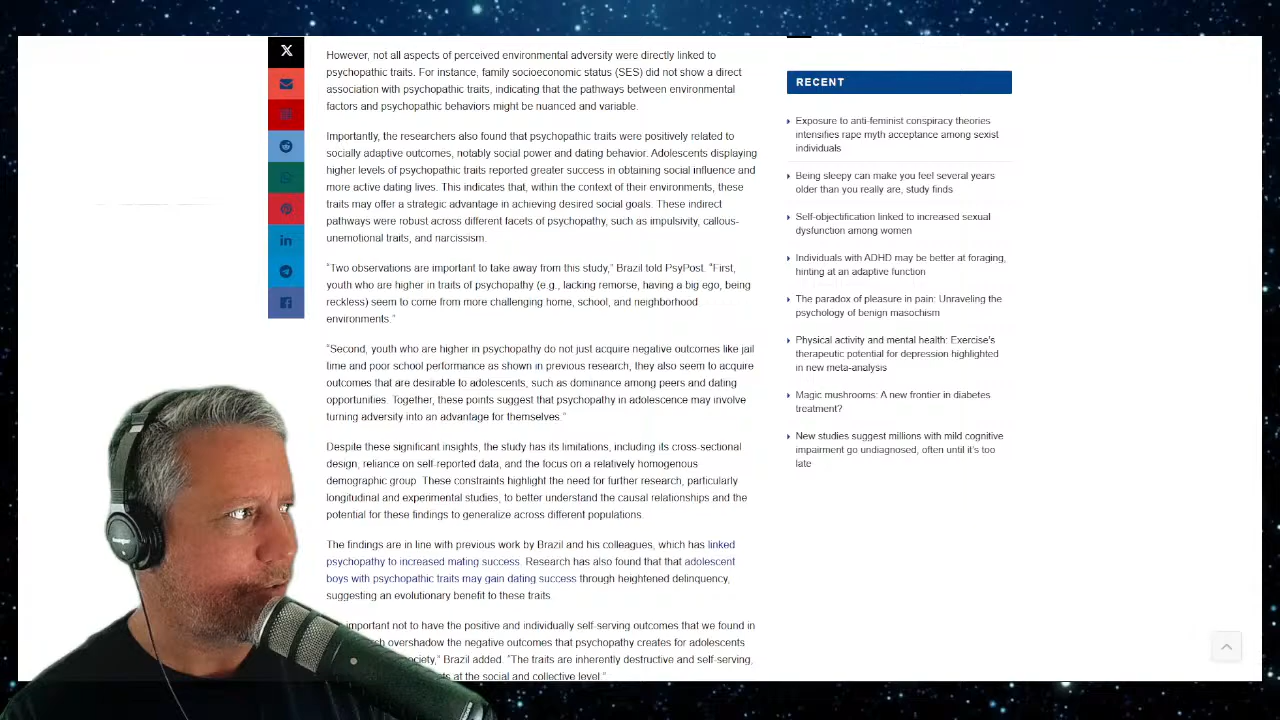 However, not all aspects of perceived environmental adversity were directly linked to
psychopathic traits. For instance, family socioeconomic status (SES) did not show a direct
association with psychopathic traits, indicating that the pathways between environmental
factors and psychopathic behaviors might be nuanced and variable.
Importantly, the researchers also found that psychopathic traits were positively related to
socially adaptive outcomes, notably social power and dating behavior. Adolescents displaying
higher levels of psychopathic traits reported greater success in obtaining social influence and
more active dating lives. This indicates that, within the context of their environments, these
traits may offer a strategic advantage in achieving desired social goals. These indirect
pathways were robust across different facets of psychopathy, such as impulsivity, callous-
unemotional traits, and narcissism.
“Two observations are important to take away from this study,” Brazil told PsyPost. “First,
youth who are higher in traits of psychopathy (e.g., lacking remorse, having a big ego, being
reckless) seem to come from more challenging home, school, and neighborhood
environments.”
“Second, youth who are higher in psychopathy do not just acquire negative outcomes like jail
time and poor school performance as shown in previous research, they also seem to acquire
outcomes that are desirable to adolescents, such as dominance among peers and dating
opportunities. Together, these points suggest that psychopathy in adolescence may involve
turning adversity into an advantage for themselves.”
Despite these significant insights, the study has its limitations, including its cross-sectional
design, reliance on self-reported data, and the focus on a relatively homogenous
demographic group. These constraints highlight the need for further research, particularly
longitudinal and experimental studies, to better understand the causal relationships and the
potential for these findings to generalize across different populations.
The findings are in line with previous work by Brazil and his colleagues, which has linked
psychopathy to increased mating success. Research has also found that that adolescent
boys with psychopathic traits may gain dating success through heightened delinquency,
suggesting an evolutionary benefit to these traits.
important not to have the positive and individually self-serving outcomes that we found in
overshadow the negative outcomes that psychopathy creates for adolescents
Brazil added. “The traits are inherently destructive and self-serving,
at the social and collective level.”
RECENT
Exposure to anti-feminist conspiracy theories
intensifies rape myth acceptance among sexist
individuals
Being sleepy can make you feel several years
older than you really are, study finds
Self-objectification linked to increased sexual
dysfunction among women
Individuals with ADHD may be better at foraging,
hinting at an adaptive function
The paradox of pleasure in pain: Unraveling the
psychology of benign masochism
Physical activity and mental health: Exercise's
therapeutic potential for depression highlighted
in new meta-analysis
Magic mushrooms: A new frontier in diabetes
treatment?
New studies suggest millions with mild cognitive
impairment go undiagnosed, often until it's too
late